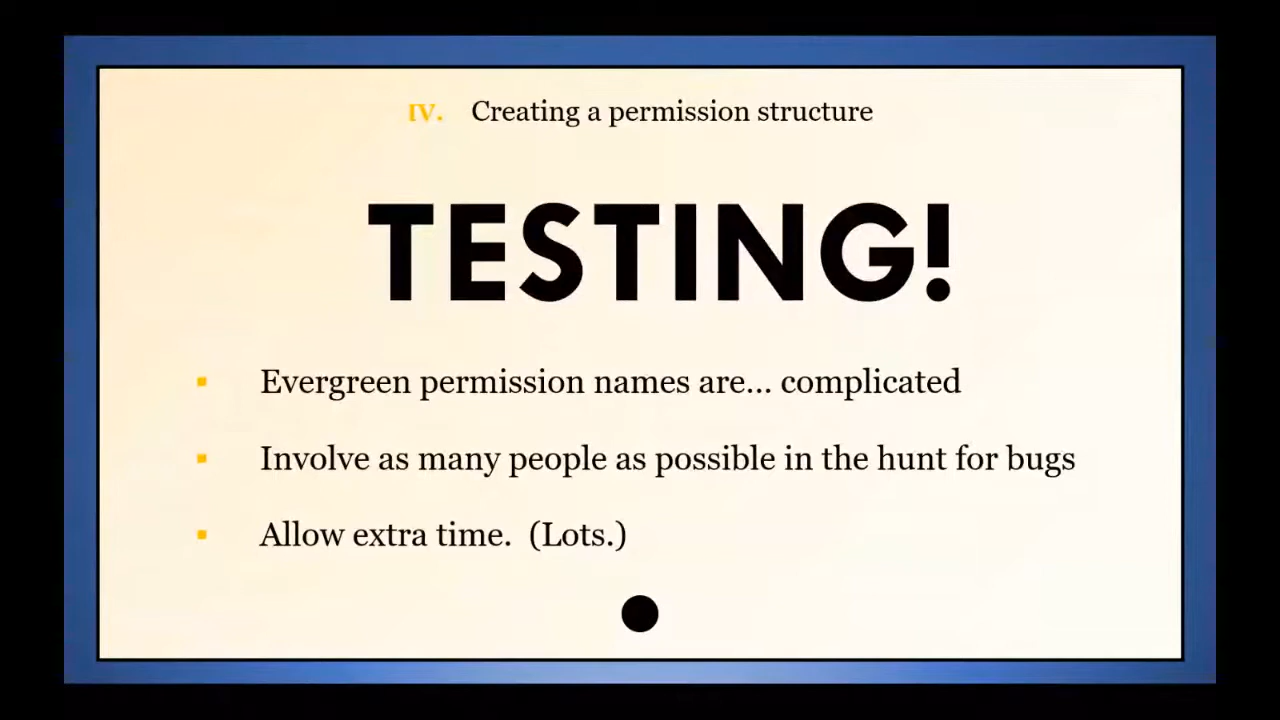 IV. Creating a permission structure
TESTING!
▪ Evergreen permission names are... complicated
▪ Involve as many people as possible in the hunt for bugs
▪ Allow extra time. (Lots.)